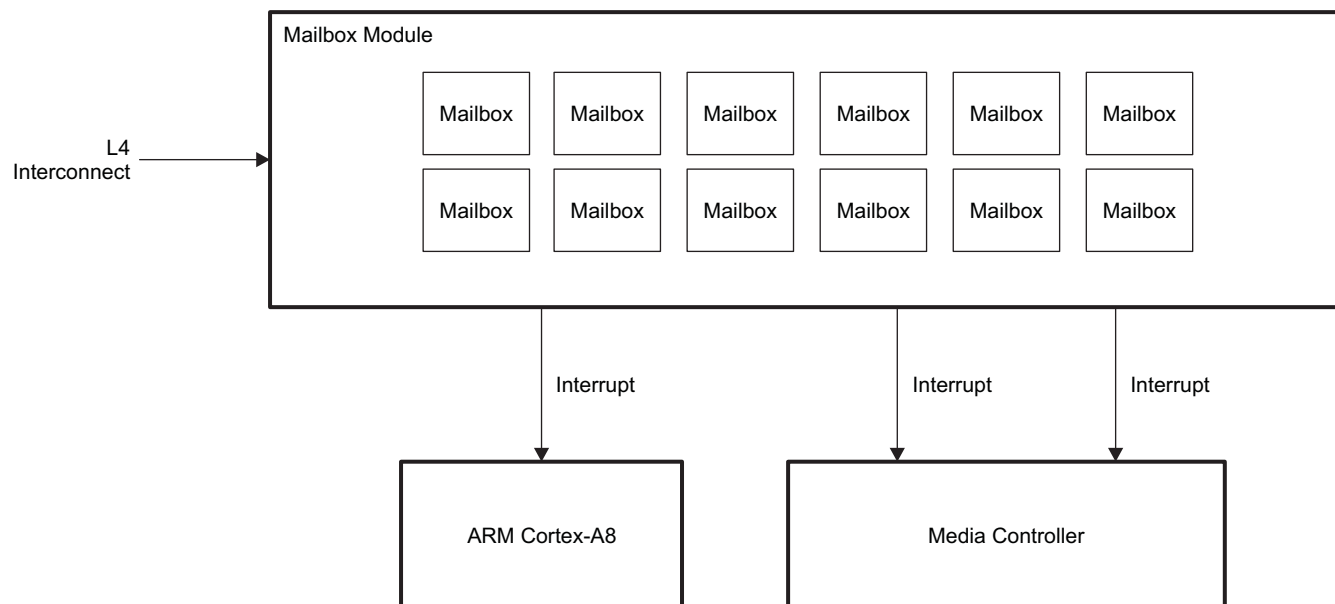 Mailbox Module
Mailbox Mailbox Mailbox Mailbox Mailbox Mailbox
L4
Interconnect
Mailbox Mailbox Mailbox Mailbox Mailbox Mailbox
Interrupt Interrupt Interrupt
ARM Cortex-A8 Media Controller